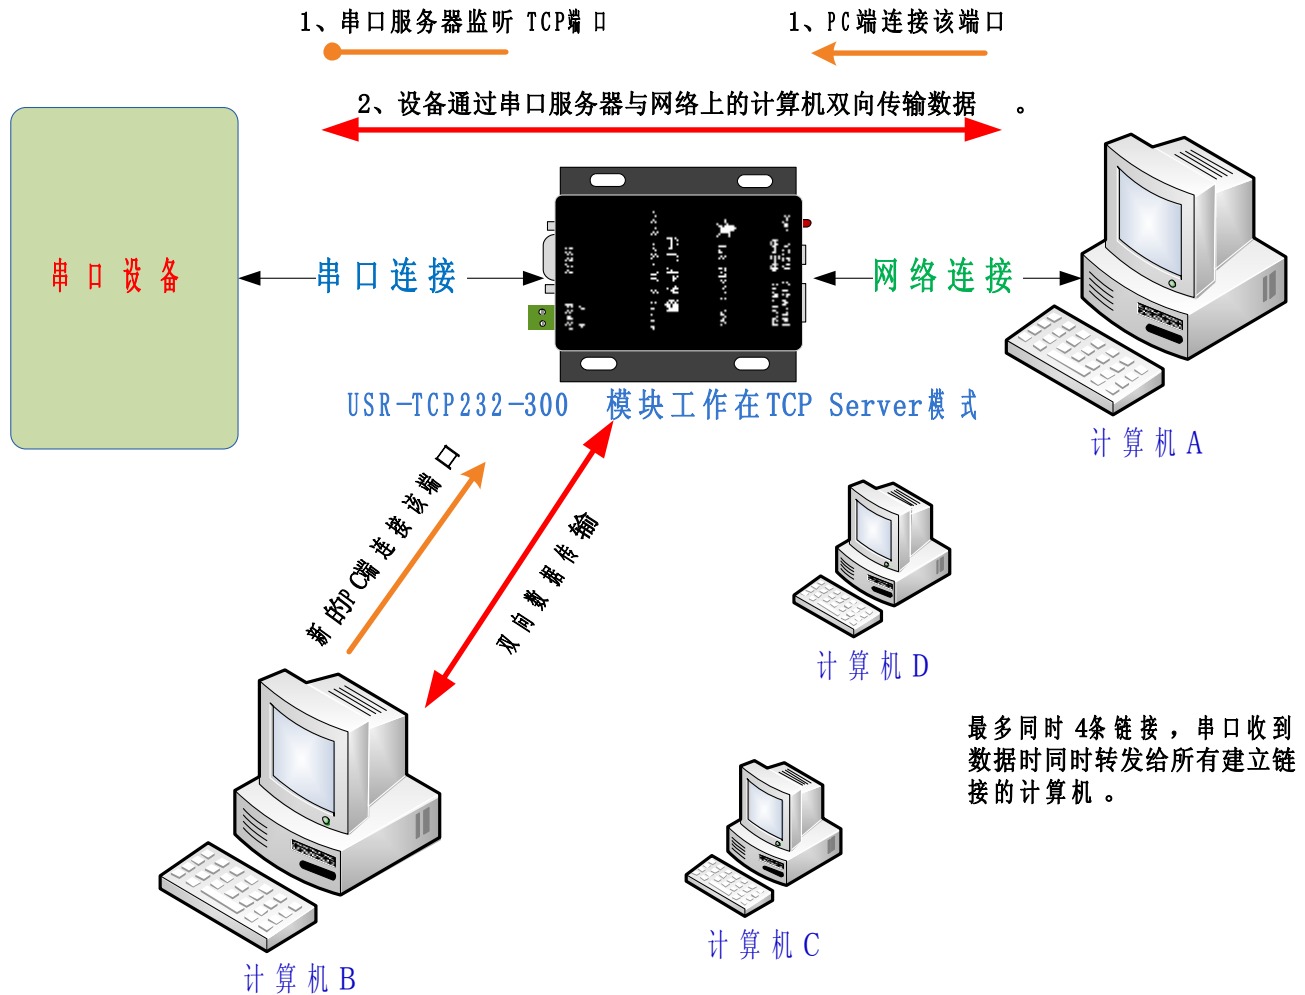 1、串口服务器监听 TCP端口
1、PC端连接该端口
2、设备通过串口服务器与网络上的计算机双向传输数据 。
串口设备
串口连接
网络连接
USR-TCP232-300 模块工作在TCP Server模式
计算机A
新的PC端连接该端口
双向数据传输
计算机D
最多同时 4条链接，串口收到
数据时同时转发给所有建立链
接的计算机。
计算机C
计算机B